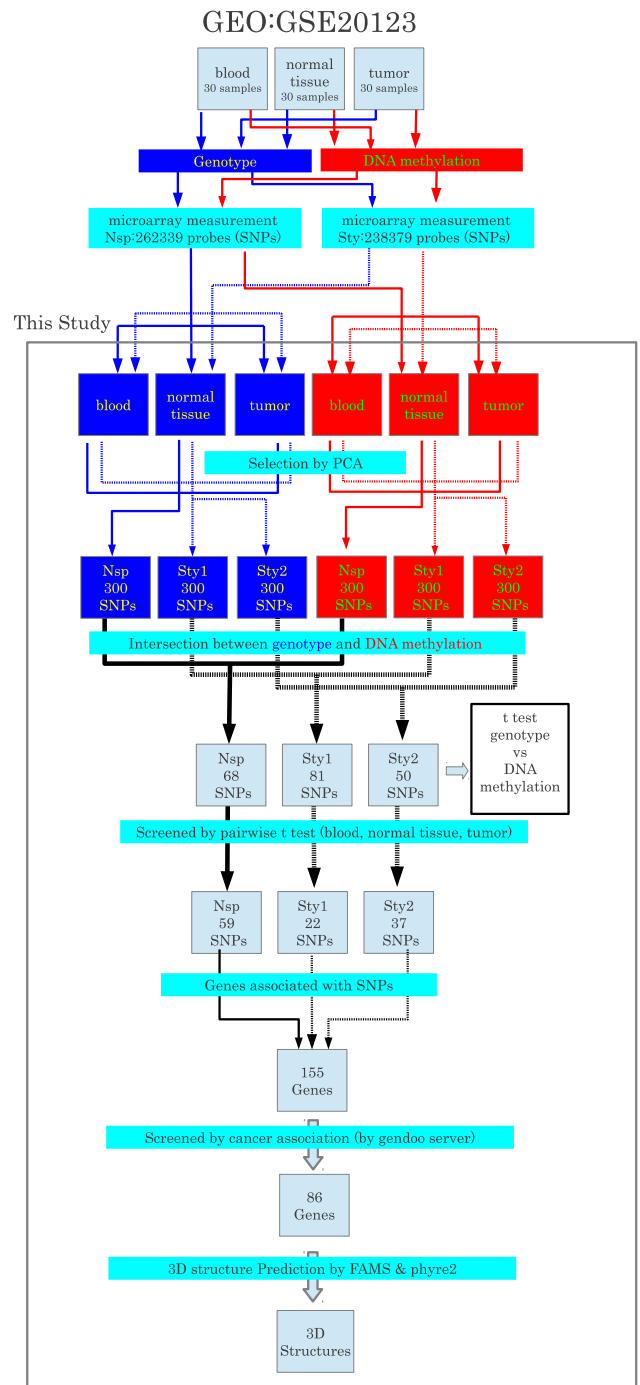 GEO:GSE20123
blood
30 samples
normal
tissue
30 samples
tumor
30 samples
Genotype
DNA methylation
microarray measurement
Nsp:262339 probes (SNPs)
microarray measurement
Sty:238379 probes (SNPs)
This Study
blood
normal
tissue
tumor
blood
normal
tissue
tumor
Selection by PCA
Nsp
300
SNPs
Sty1
300
SNPs
Sty2
300
SNPs
Nsp
300
SNPs
Sty1
300
SNPs
Sty2
300
SNPs
Intersection between genotype and DNA methylation
Nsp
68
SNPs
Sty1
81
SNPs
Sty2
50
SNPs
t test
genotype
vs
DNA
methylation
Screened by pairwise t test (blood, normal tissue, tumor)
Nsp
59
SNPs
Sty1
22
SNPs
Sty2
37
SNPs
Genes associated with SNPs
155
Genes
Screened by cancer association (by gendoo server)
86
Genes
3D structure Prediction by FAMS & phyre2
3D
Structures